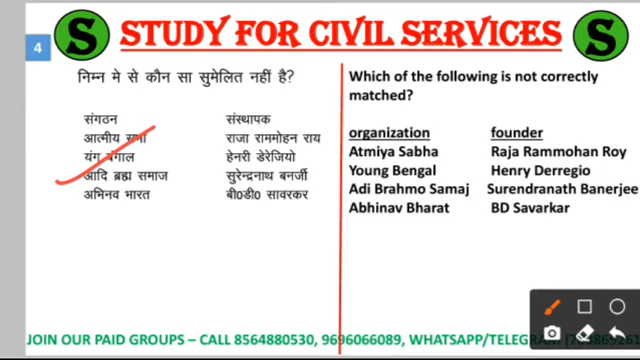 4
S STUDY FOR CIVIL SERVICES S
निम्न मे से कौन सा सुमेलित नहीं है?
संगठन संस्थापक
आत्मीय सभा राजा राममोहन राय
यंग बंगाल हेनरी डेरेजियो
आदि ब्रह्म समाज सुरेन्द्रनाथ बनर्जी
अभिनव भारत बी0डी0 सावरकर
Which of the following is not correctly
matched?
organization founder
Atmiya Sabha Raja Rammohan Roy
Young Bengal Henry Derregio
Adi Brahmo Samaj Surendranath Banerjee
Abhinav Bharat BD Savarkar
JOIN OUR PAID GROUPS – CALL 8564880530, 9696066089, WHATSAPP/TELEGRAM